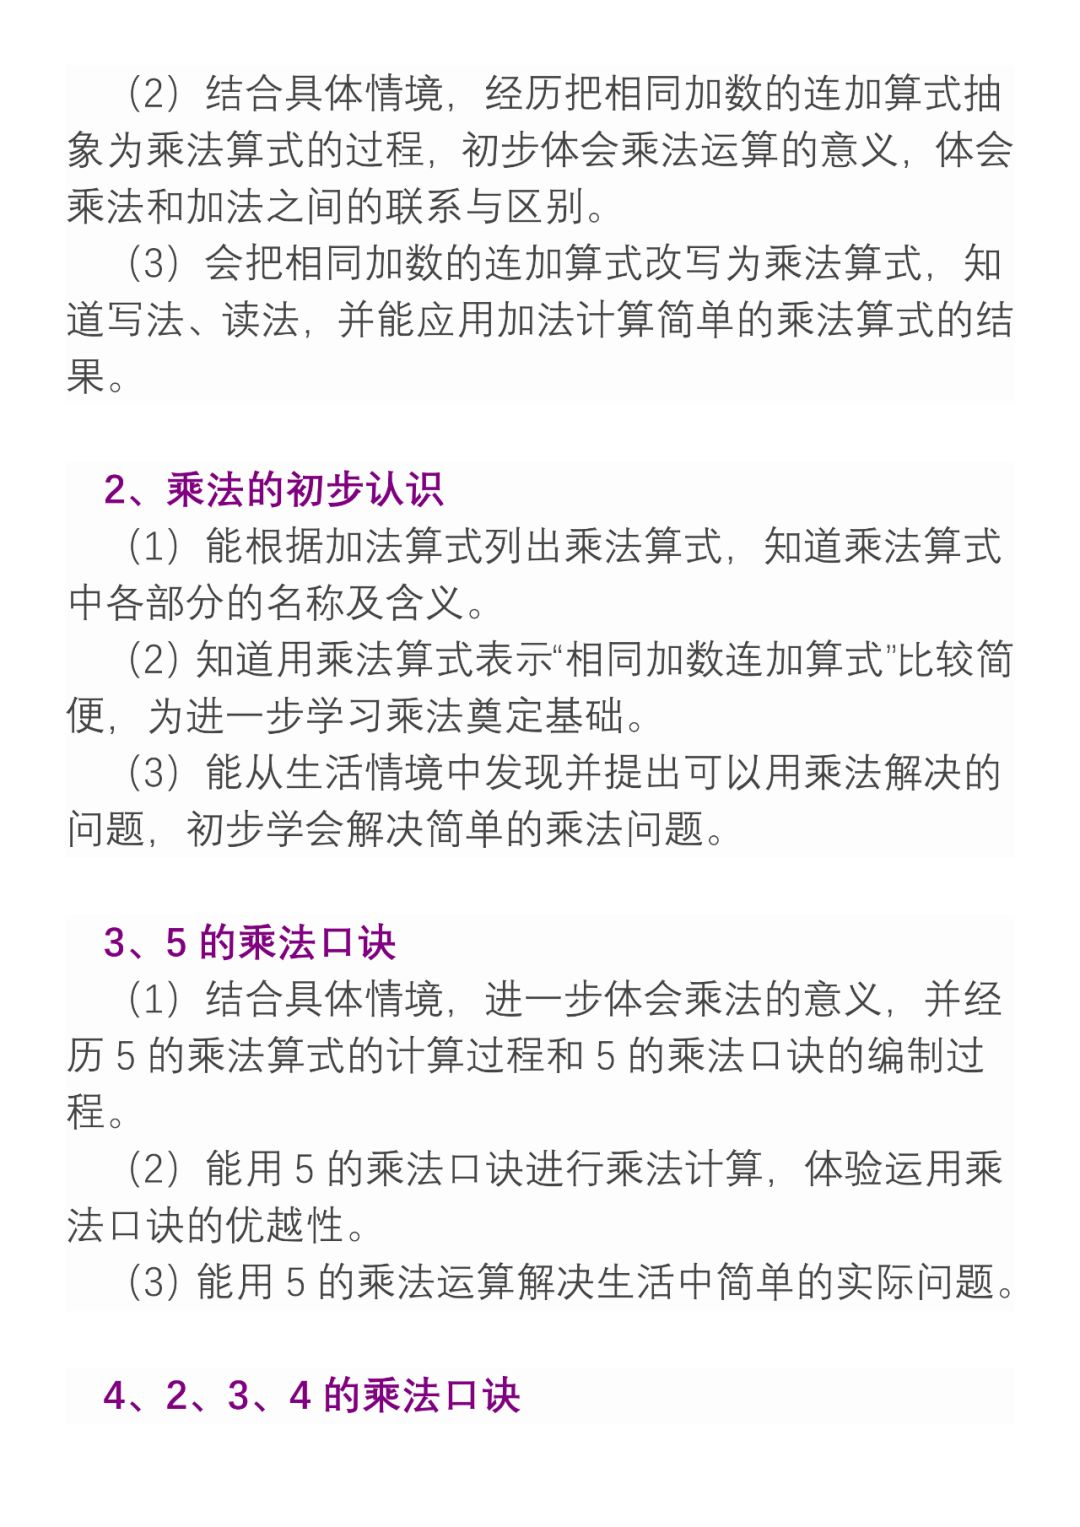 （2）结合具体情境，经历把相同加数的连加算式抽
象为乘法算式的过程，初步体会乘法运算的意义，体会
乘法和加法之间的联系与区别。
（3）会把相同加数的连加算式改写为乘法算式，知
道写法、读法，并能应用加法计算简单的乘法算式的结
果。
2、乘法的初步认识
（1）能根据加法算式列出乘法算式，知道乘法算式
中各部分的名称及含义。
（2）知道用乘法算式表示“相同加数连加算式”比较简
便，为进一步学习乘法奠定基础。
（3）能从生活情境中发现并提出可以用乘法解决的
问题，初步学会解决简单的乘法问题。
3、5 的乘法口诀
（1）结合具体情境，进一步体会乘法的意义，并经
历 5 的乘法算式的计算过程和 5 的乘法口诀的编制过
程。
（2）能用 5 的乘法口诀进行乘法计算，体验运用乘
法口诀的优越性。
（3）能用 5 的乘法运算解决生活中简单的实际问题。
4、2、3、4 的乘法口诀